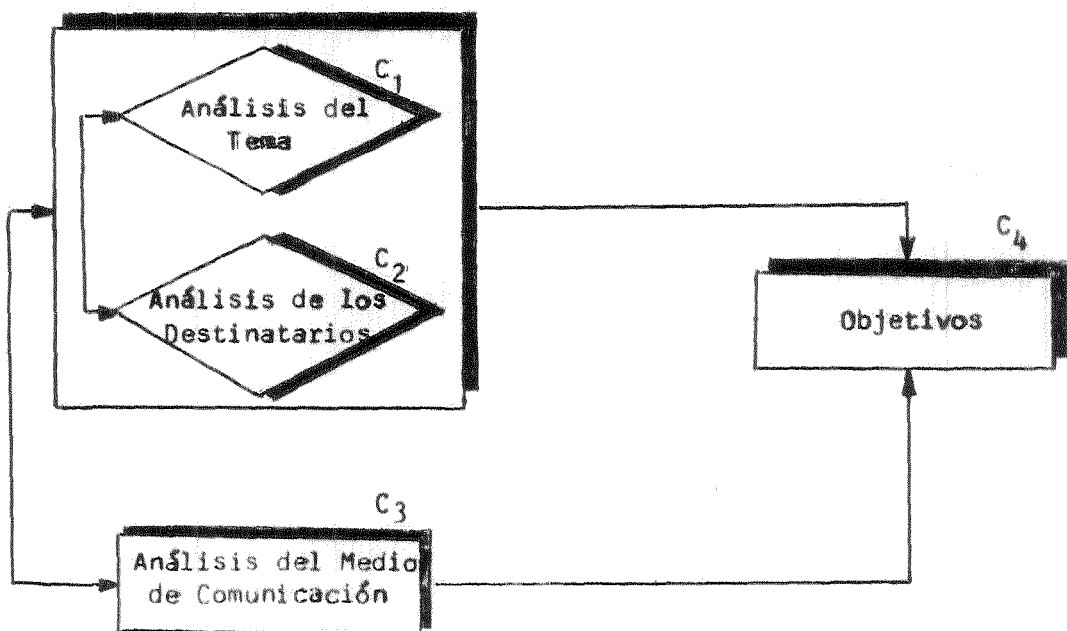 C1
Análisis del
Tema
C2
Análisis de los
Destinatarios
C4
Objetivos
C3
Análisis del Medio
de Comunicación